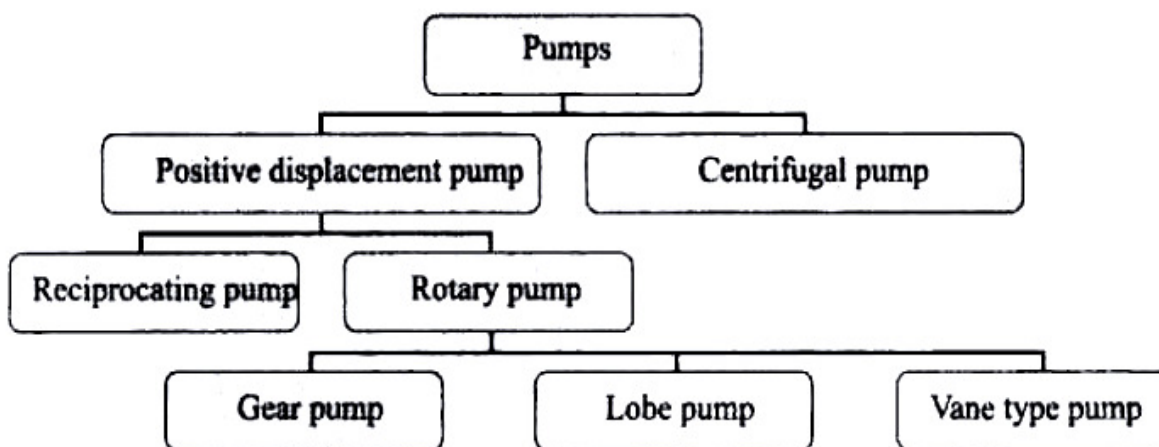 Pumps
Positive displacement pump
Centrifugal pump
Reciprocating pump
Rotary pump
Gear pump
Lobe pump
Vane type pump